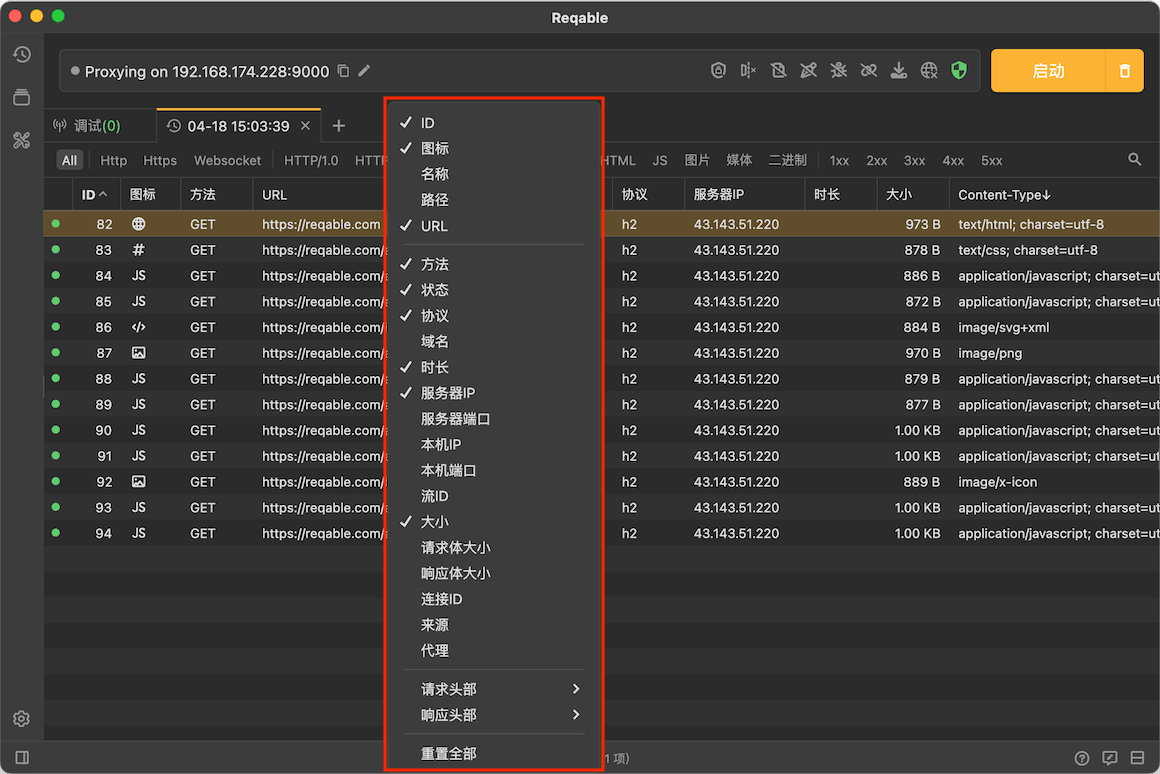 Reqable
Proxying on 192.168.174.228:9000
启动
调试(0)
04-18 15:03:39
All Http Https Websocket HTTP/1.0 HTML JS 图片 媒体 二进制 1xx 2xx 3xx 4xx 5xx
ID 图标 方法 URL 协议 服务器IP 时长 大小 Content-Type↓
82 GET https://reqable.com h2 43.143.51.220 973 B text/html; charset=utf-8
83 # GET https://reqable.com/ h2 43.143.51.220 878 B text/css; charset=utf-8
84 JS GET https://reqable.com/ h2 43.143.51.220 886 B application/javascript; charset=ut
85 JS GET https://reqable.com/ h2 43.143.51.220 872 B application/javascript; charset=ut
86 </> GET https://reqable.com/ h2 43.143.51.220 884 B image/svg+xml
87 GET https://reqable.com/ h2 43.143.51.220 970 B image/png
88 JS GET https://reqable.com/ h2 43.143.51.220 879 B application/javascript; charset=ut
89 JS GET https://reqable.com/ h2 43.143.51.220 877 B application/javascript; charset=ut
90 JS GET https://reqable.com/ h2 43.143.51.220 1.00 KB application/javascript; charset=ut
91 JS GET https://reqable.com/ h2 43.143.51.220 1.00 KB application/javascript; charset=ut
92 GET https://reqable.com/ h2 43.143.51.220 889 B image/x-icon
93 JS GET https://reqable.com/ h2 43.143.51.220 1.00 KB application/javascript; charset=ut
94 JS GET https://reqable.com/ h2 43.143.51.220 1.00 KB application/javascript; charset=ut
ID
图标
名称
路径
URL
方法
状态
协议
域名
时长
服务器IP
服务器端口
本机IP
本机端口
流ID
大小
请求体大小
响应体大小
连接ID
来源
代理
请求头部
响应头部
重置全部
1 项)